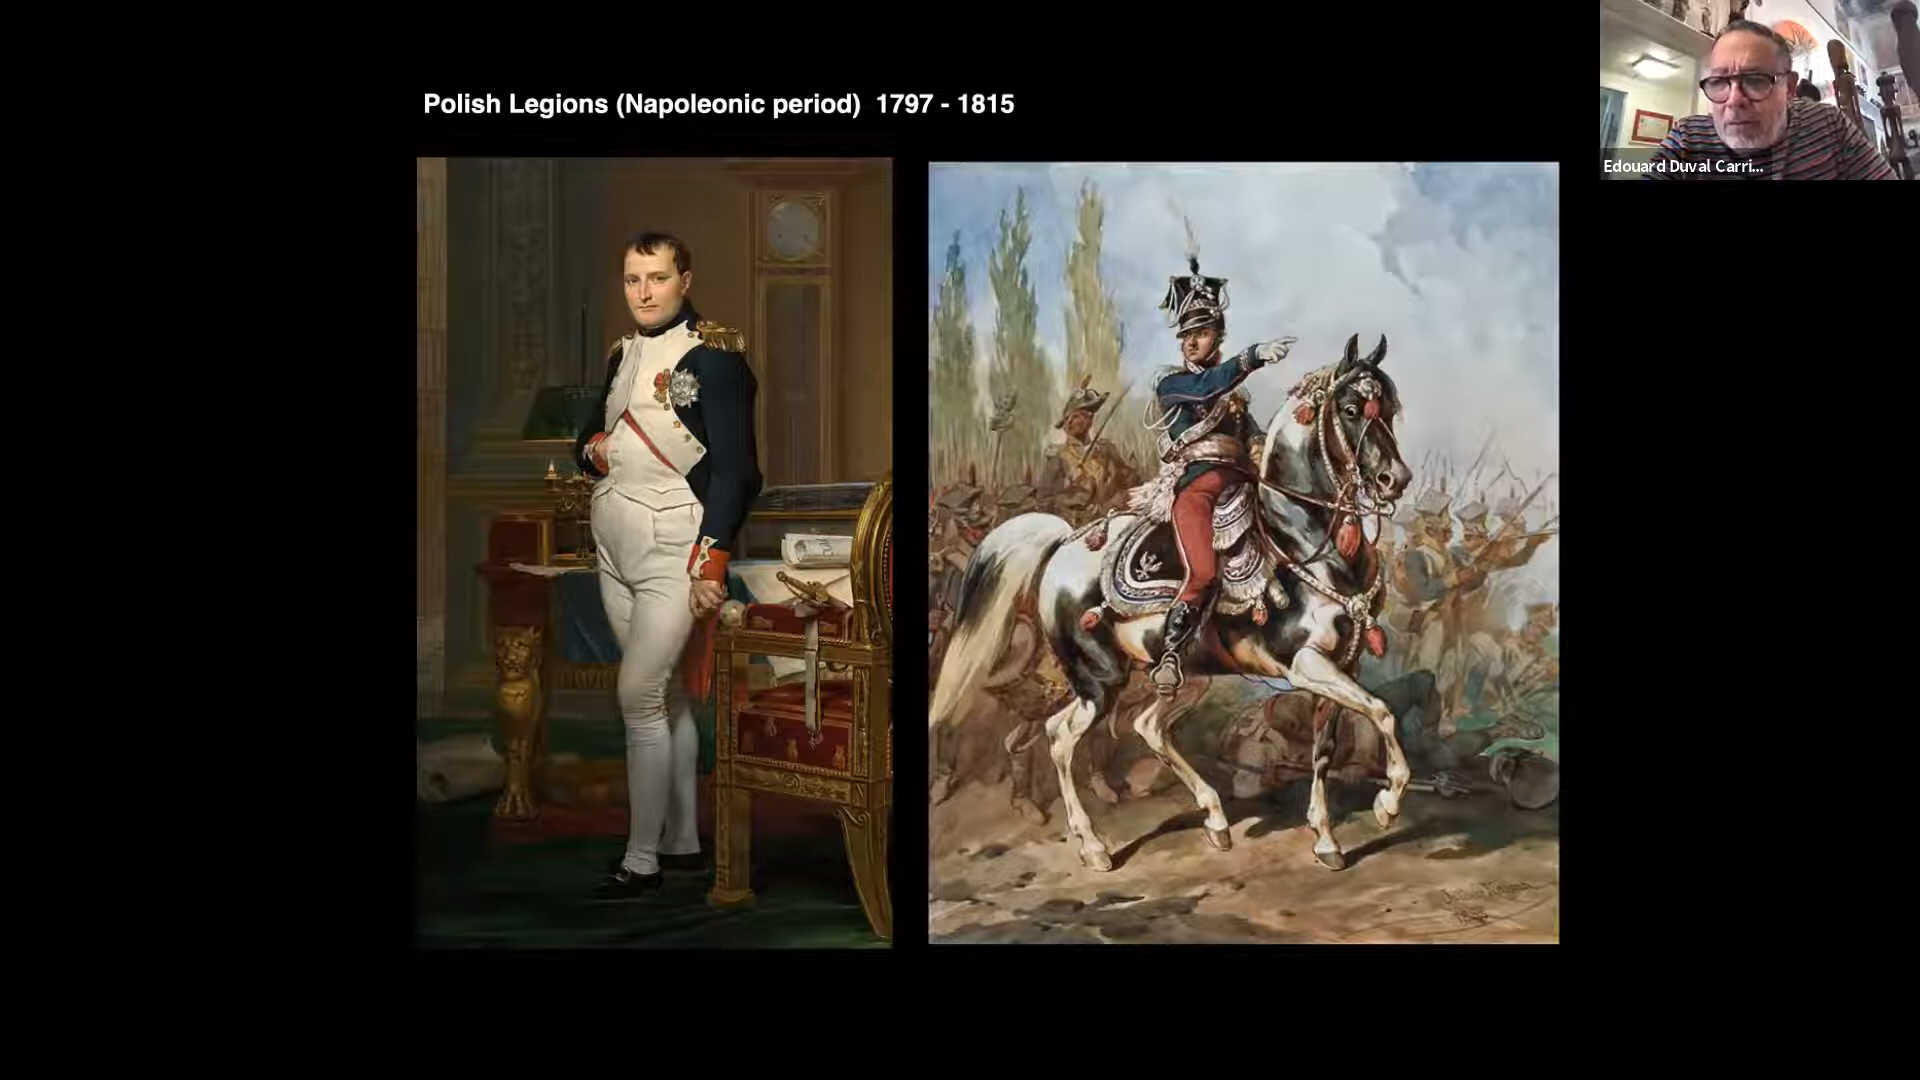 Polish Legions (Napoleonic period) 1797 - 1815
Edouard Duval Carri...